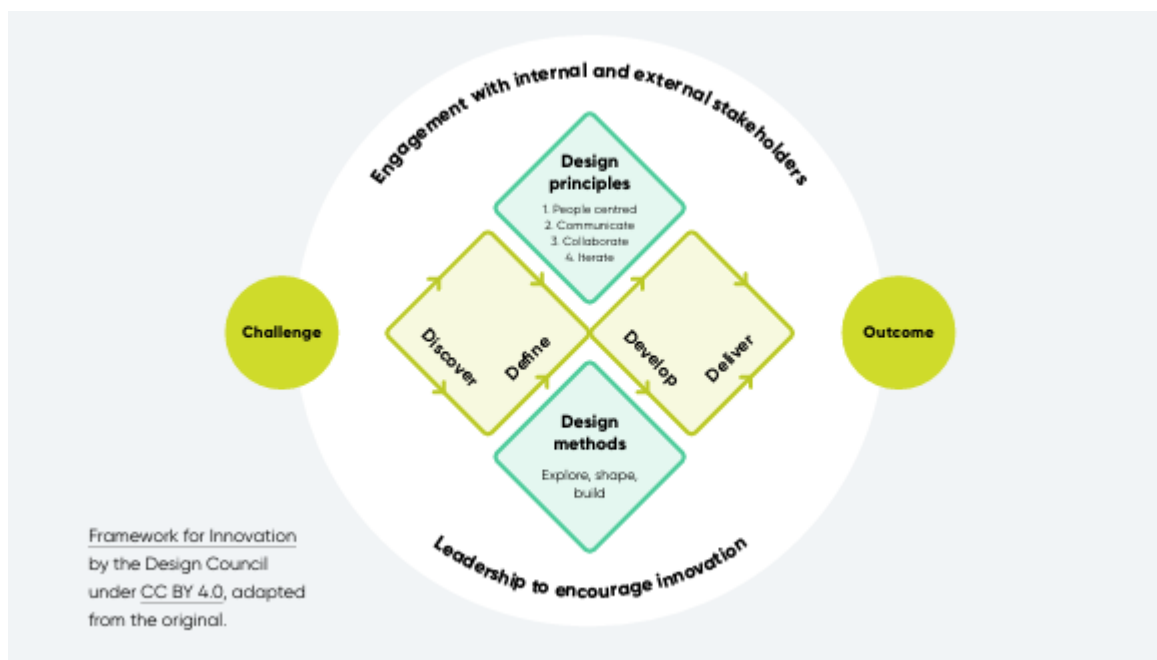 Engagement with internal and external stakeholders
Design
principles
1. People centred
2. Communicate
3. Collaborate
4. Iterate
Challenge
Discover
Define
Develop
Deliver
Outcome
Design
methods
Explore, shape,
build
Leadership to encourage innovation
Framework for Innovation
by the Design Council
under CC BY 4.0, adapted
from the original.